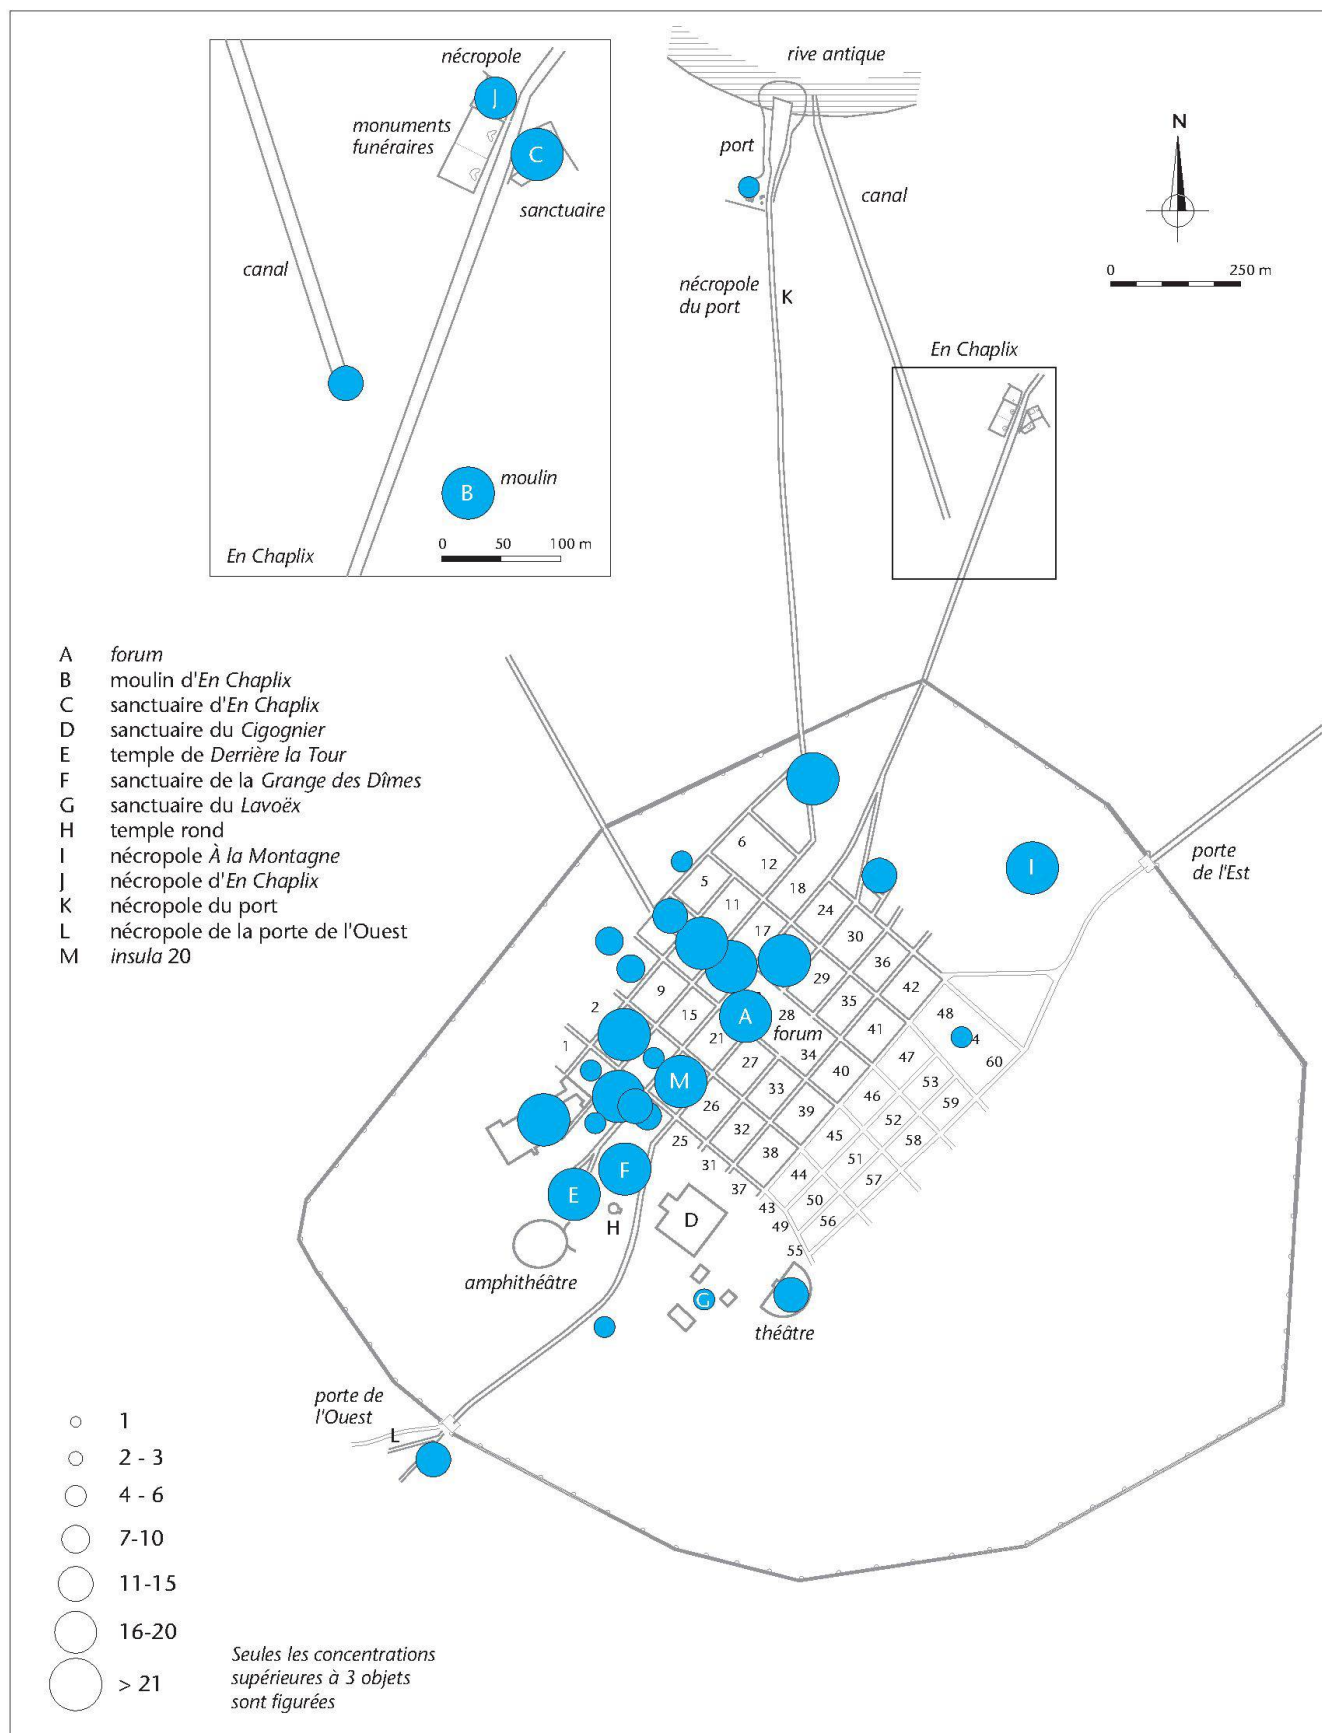 nécropole
J
monuments
funéraires
C
sanctuaire
canal
B
moulin
0 50 100 m
En Chaplix
rive antique
port
canal
nécropole
du port
K
N
0 250 m
En Chaplix
A forum
B moulin d'En Chaplix
C sanctuaire d'En Chaplix
D sanctuaire du Cigognier
E temple de Derrière la Tour
F sanctuaire de la Grange des Dîmes
G sanctuaire du Lavoëx
H temple rond
I nécropole À la Montagne
J nécropole d'En Chaplix
K nécropole du port
L nécropole de la porte de l'Ouest
M insula 20
porte
de l'Est
I
6
12
5
18
11
24
17
30
36
29
42
9
35
2
15
A
28
48
forum
41
21
4
1
34
47
60
27
40
53
M
33
46
59
26
39
52
32
45
58
25
38
51
31
44
57
F
37
50
E
43
56
D
49
H
55
amphithéâtre
G
théâtre
porte de
l'Ouest
L
1
2 - 3
4 - 6
7-10
11-15
16-20
> 21
Seules les concentrations
supérieures à 3 objets
sont figurées